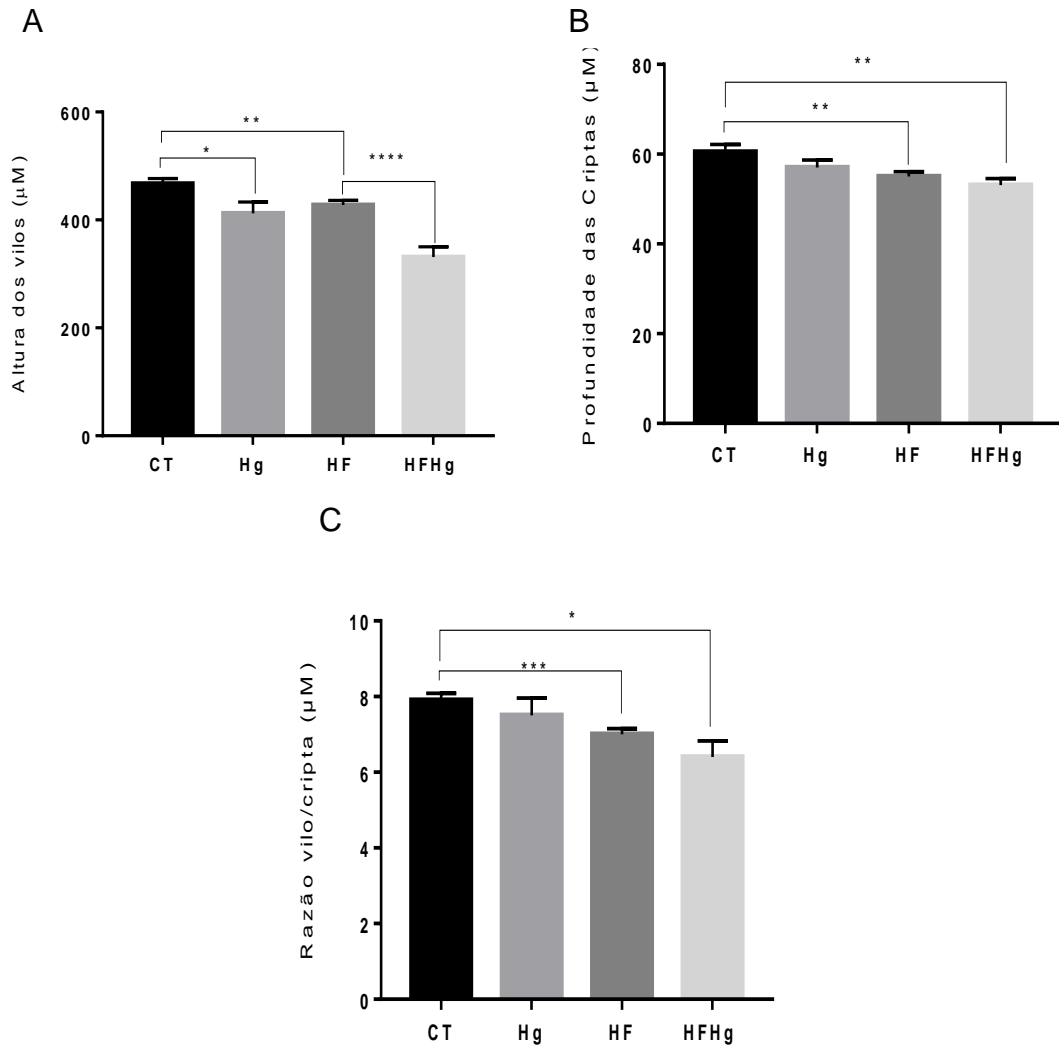 A
Altura dos vilos (µM)
600
400
200
0
**
*
****
CT Hg HF HFHg
B
Profundidade das Criptas (µM)
80
60
40
20
0
**
**
CT Hg HF HFHg
C
Razão vilo/cripta (µM)
10
8
6
4
2
0
*
***
CT Hg HF HFHg